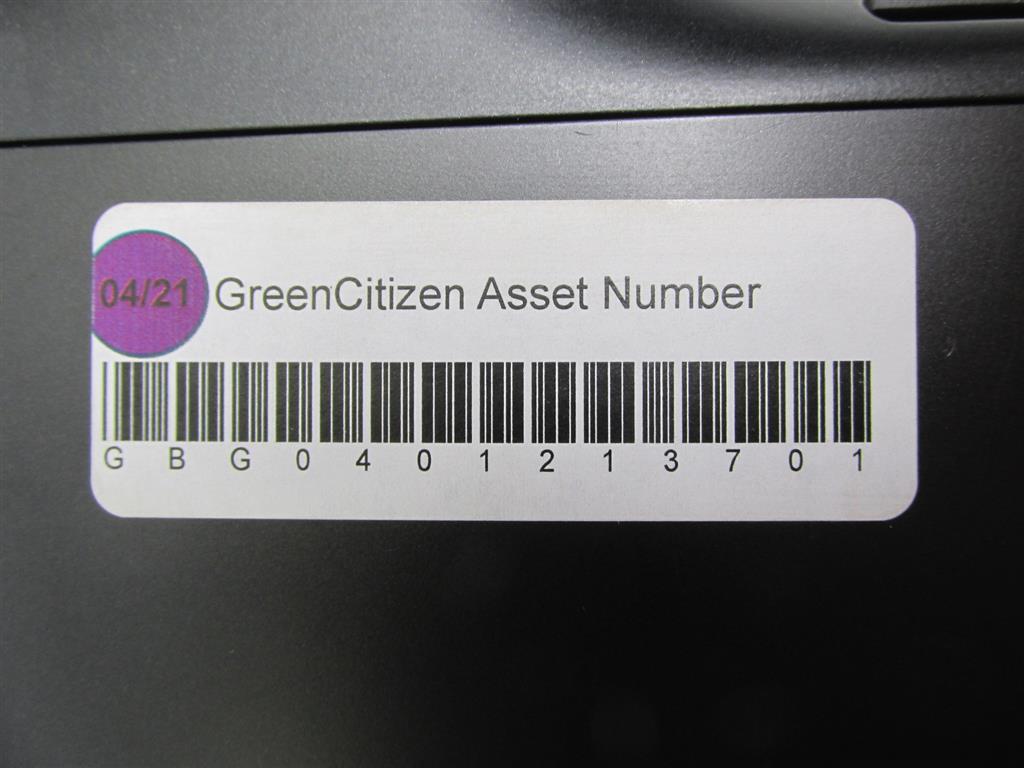 04/21 GreenCitizen Asset Number
G B G 0 4 0 1 2 1 3 7 0 1